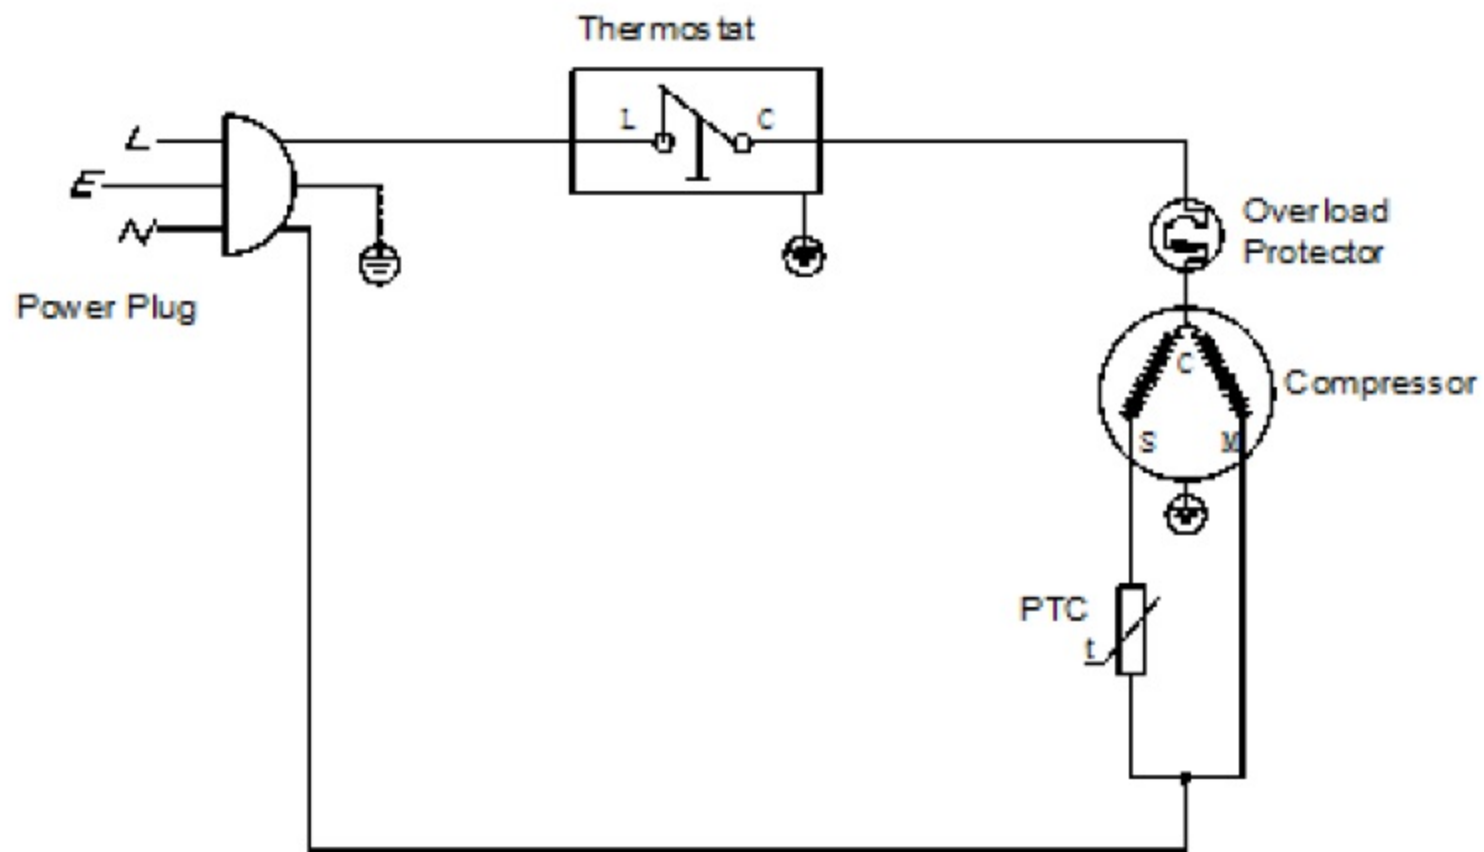 Thermostat
L C
L
E
N
Power Plug
Overload
Protector
C
Compressor
S M
PTC
t